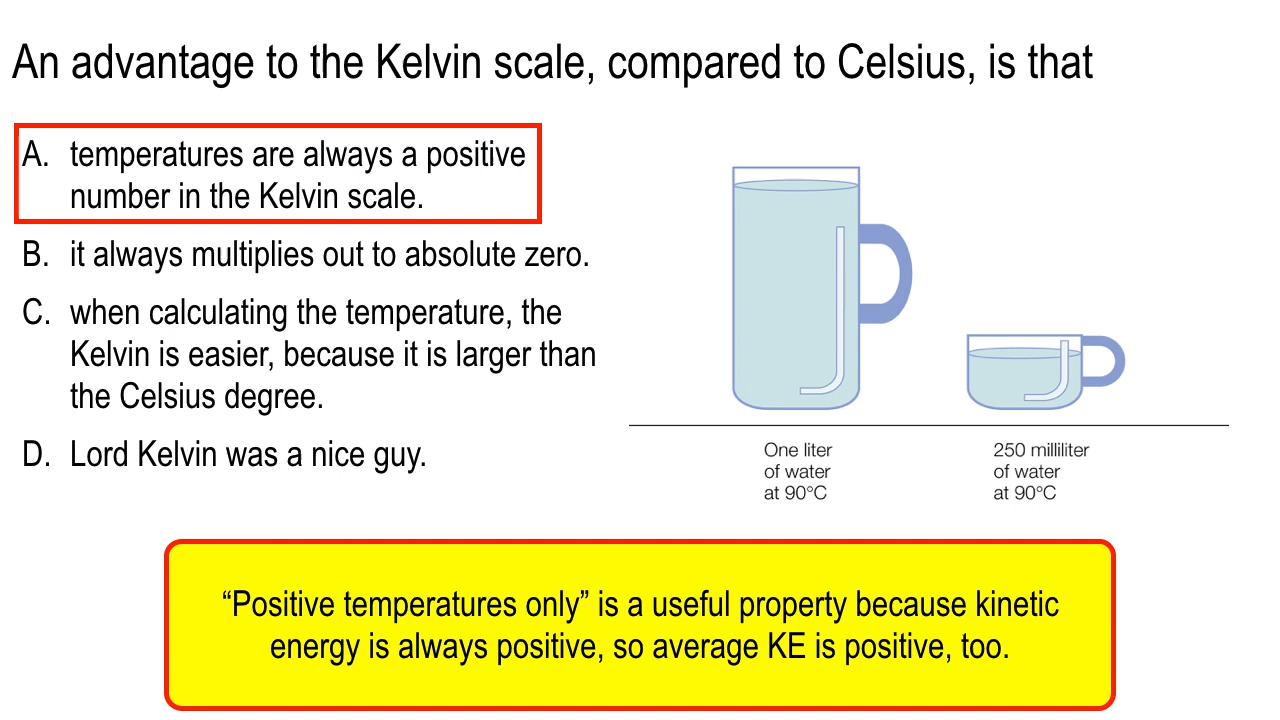 An advantage to the Kelvin scale, compared to Celsius, is that
A. temperatures are always a positive
number in the Kelvin scale.
B. it always multiplies out to absolute zero.
C. when calculating the temperature, the
Kelvin is easier, because it is larger than
the Celsius degree.
D. Lord Kelvin was a nice guy.
One liter
of water
at 90°C
250 milliliter
of water
at 90°C
“Positive temperatures only” is a useful property because kinetic
energy is always positive, so average KE is positive, too.